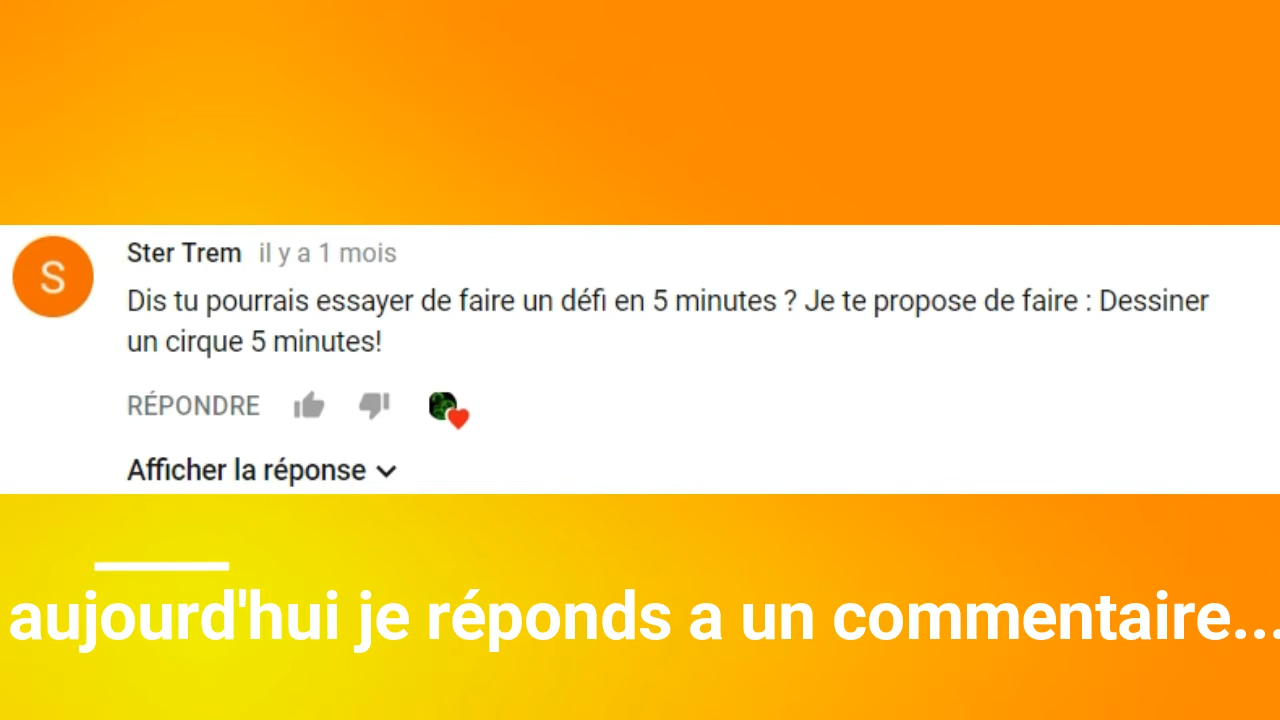 S
Ster Trem il y a 1 mois
Dis tu pourrais essayer de faire un défi en 5 minutes ? Je te propose de faire : Dessiner
un cirque 5 minutes!
RÉPONDRE
Afficher la réponse
aujourd'hui je réponds a un commentaire...